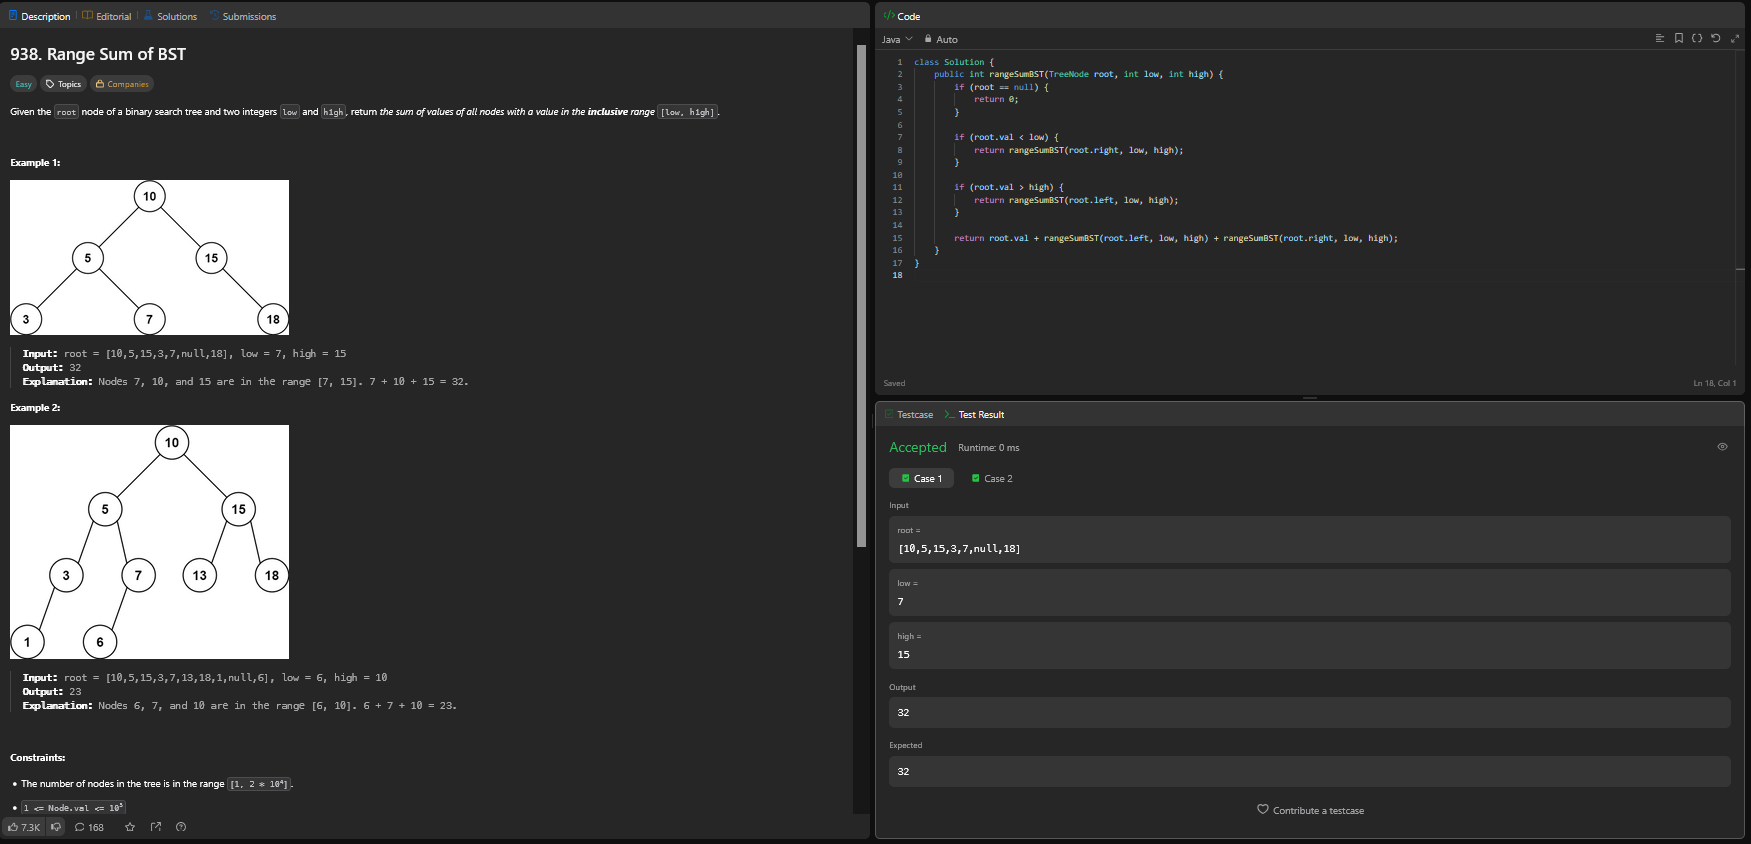 Description
Editorial
Solutions
Submissions
938. Range Sum of BST
Easy
Topics
Companies
Given the root node of a binary search tree and two integers low and high, return the sum of values of all nodes with a value in the inclusive range [low, high].
Example 1:
10
5
15
3
7
18
Input: root = [10,5,15,3,7,null,18], low = 7, high = 15
Output: 32
Explanation: Nodes 7, 10, and 15 are in the range [7, 15]. 7 + 10 + 15 = 32.
Example 2:
10
5
15
3
7
13
18
1
6
Input: root = [10,5,15,3,7,13,18,1,null,6], low = 6, high = 10
Output: 23
Explanation: Nodes 6, 7, and 10 are in the range [6, 10]. 6 + 7 + 10 = 23.
Constraints:
• The number of nodes in the tree is in the range [1, 2 * 10⁴].
• 1 <= Node.val <= 10⁵
7.3K
168
</> Code
Java
Auto
1 class Solution {
2 public int rangeSumBST(TreeNode root, int low, int high) {
3 if (root == null) {
4 return 0;
5 }
6
7 if (root.val < low) {
8 return rangeSumBST(root.right, low, high);
9 }
10
11 if (root.val > high) {
12 return rangeSumBST(root.left, low, high);
13 }
14
15 return root.val + rangeSumBST(root.left, low, high) + rangeSumBST(root.right, low, high);
16 }
17 }
18
Saved
Ln 18, Col 1
Testcase
Test Result
Accepted
Runtime: 0 ms
Case 1
Case 2
Input
root =
[10,5,15,3,7,null,18]
low =
7
high =
15
Output
32
Expected
32
Contribute a testcase